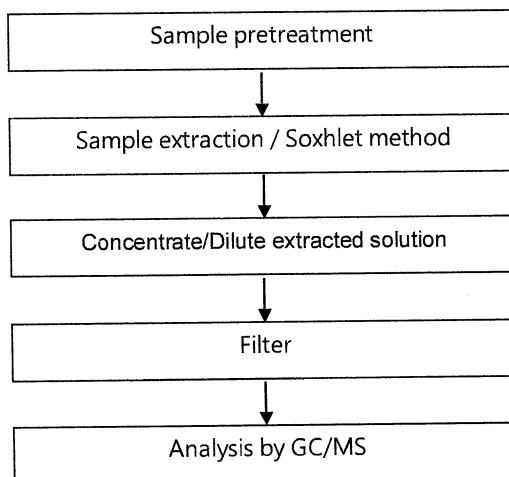 Sample pretreatment
Sample extraction / Soxhlet method
Concentrate/Dilute extracted solution
Filter
Analysis by GC/MS